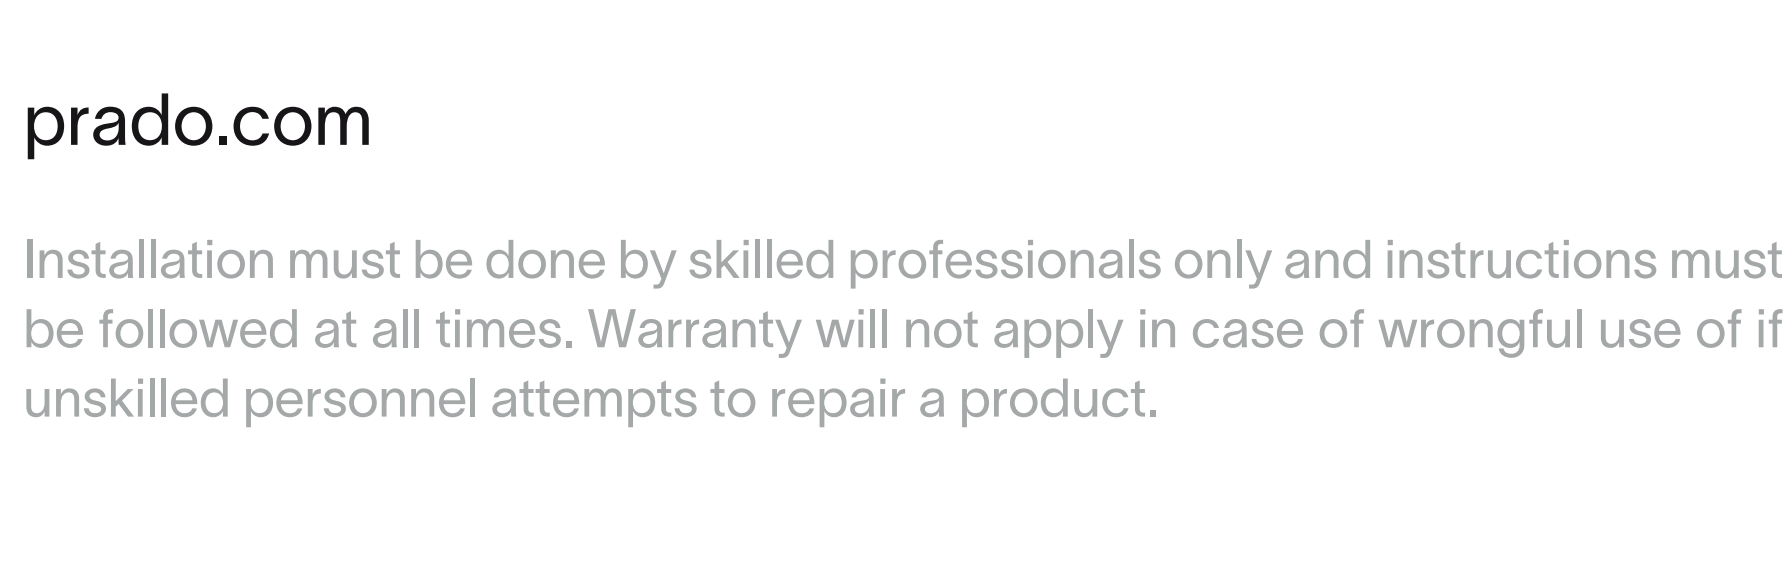 prado.com
Installation must be done by skilled professionals only and instructions must
be followed at all times. Warranty will not apply in case of wrongful use of if
unskilled personnel attempts to repair a product.